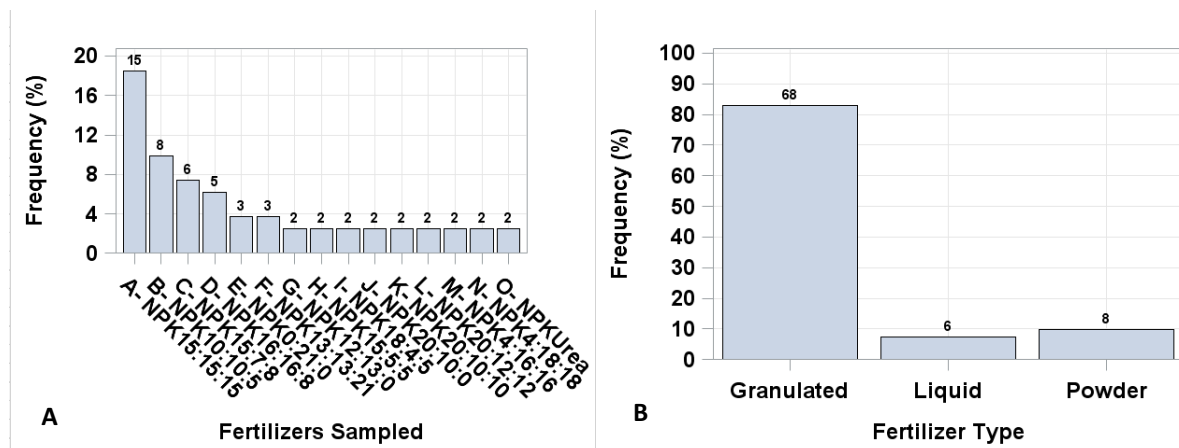 20
16
12
8
4
0
Frequency (%)
15
8
6
5
3
3
2
2
2
2
2
2
2
2
2
A- NPK15:15:15
B- NPK10:10:5
C- NPK15:7:8
D- NPK16:16:8
E- NPK0:21:0
F- NPK13:13:21
G- NPK12:13:0
H- NPK15:5:5
I- NPK18:4:5
J- NPK20:10:0
K- NPK20:10:10
L- NPK20:12:12
M- NPK4:16:16
N- NPK4:18:18
O- NPKUrea
A
Fertilizers Sampled
100
90
80
70
60
50
40
30
20
10
0
Frequency (%)
68
6
8
Granulated
Liquid
Powder
B
Fertilizer Type